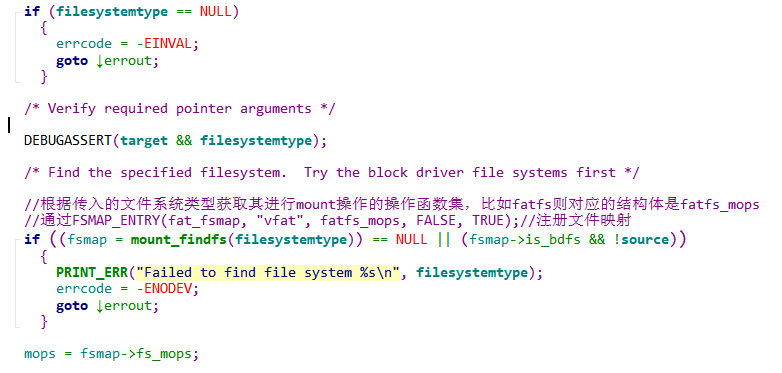 if (filesystemtype == NULL)
{
errcode = -EINVAL;
goto ↓errout;
}
/* Verify required pointer arguments */
DEBUGASSERT(target && filesystemtype);
/* Find the specified filesystem.  Try the block driver file systems first */
//根据传入的文件系统类型获取其进行mount操作的操作函数集，比如fatfs则对应的结构体是fatfs_mops
//通过FSMAP_ENTRY(fat_fsmap, "vfat", fatfs_mops, FALSE, TRUE);//注册文件映射
if ((fsmap = mount_findfs(filesystemtype)) == NULL || (fsmap->is_bdfs && !source))
{
PRINT_ERR("Failed to find file system %s\n", filesystemtype);
errcode = -ENODEV;
goto ↓errout;
}
mops = fsmap->fs_mops;